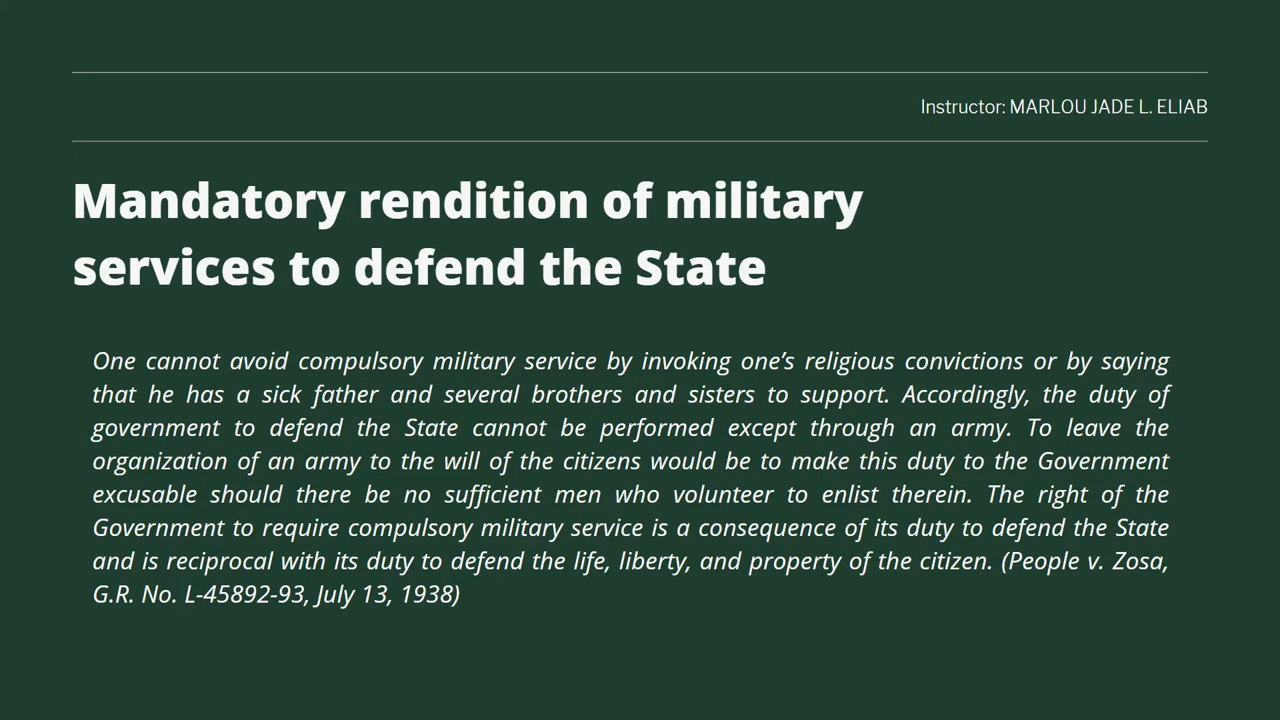 Instructor: MARLOU JADE L. ELIAB
Mandatory rendition of military
services to defend the State
One cannot avoid compulsory military service by invoking one’s religious convictions or by saying
that he has a sick father and several brothers and sisters to support. Accordingly, the duty of
government to defend the State cannot be performed except through an army. To leave the
organization of an army to the will of the citizens would be to make this duty to the Government
excusable should there be no sufficient men who volunteer to enlist therein. The right of the
Government to require compulsory military service is a consequence of its duty to defend the State
and is reciprocal with its duty to defend the life, liberty, and property of the citizen. (People v. Zosa,
G.R. No. L-45892-93, July 13, 1938)